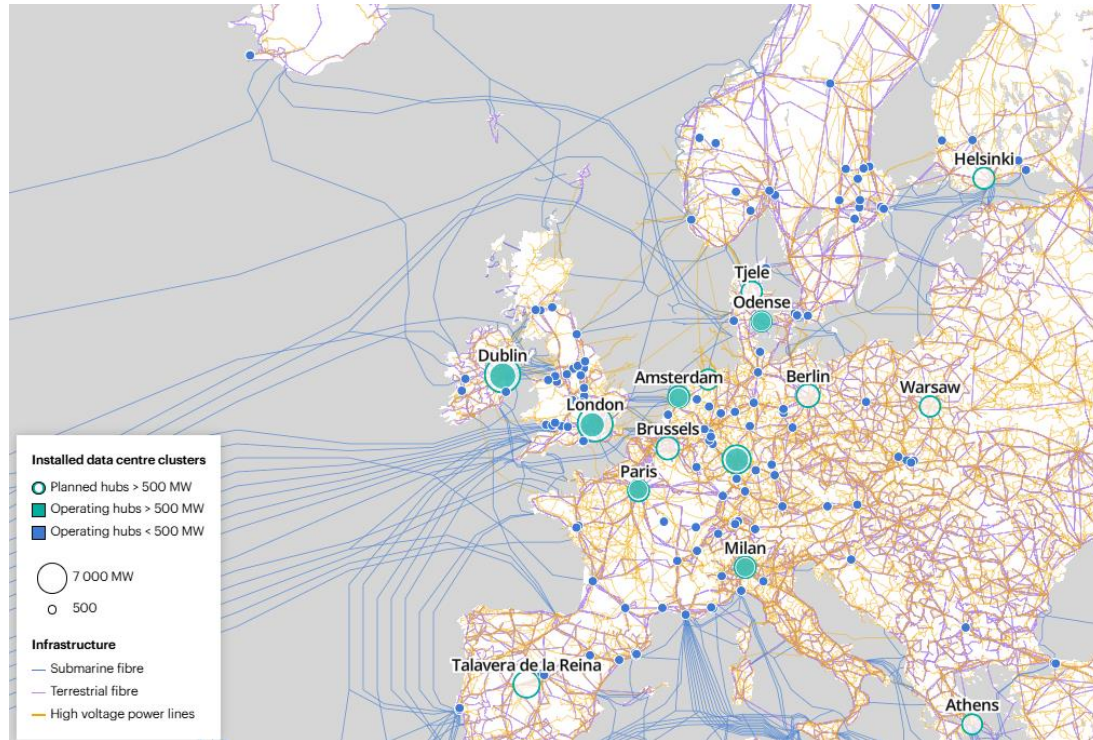 Helsinki
Tjele
Odense
Dublin
Amsterdam
Berlin
Warsaw
London
Brussels
Paris
Milan
Talavera de la Reina
Athens
Installed data centre clusters
Planned hubs > 500 MW
Operating hubs > 500 MW
Operating hubs < 500 MW
7 000 MW
500
Infrastructure
Submarine fibre
Terrestrial fibre
High voltage power lines